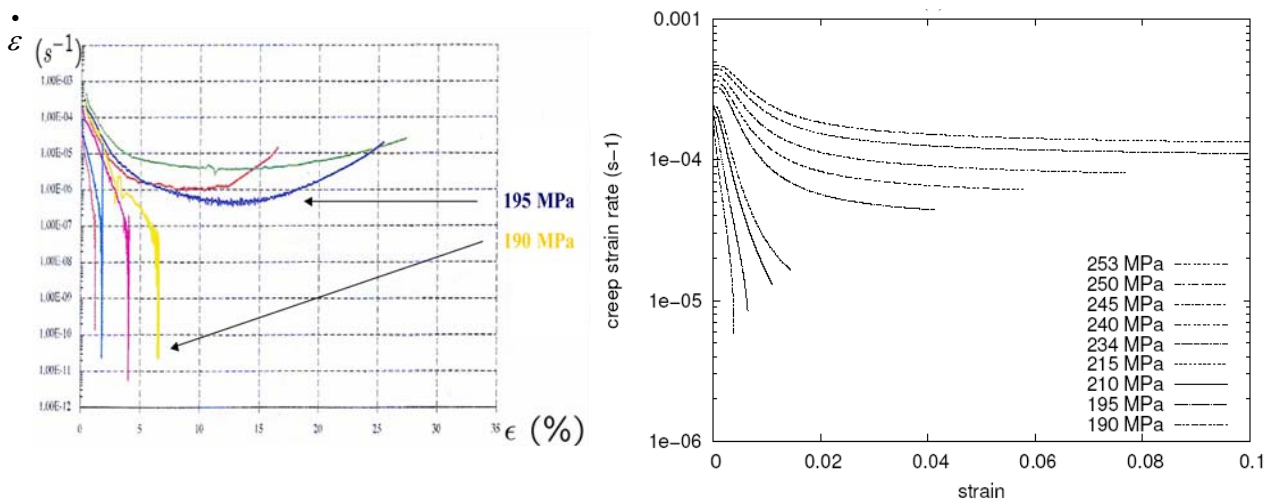 ε̇ (s⁻¹)
1.00E-03
1.00E-04
1.00E-05
1.00E-06
1.00E-07
1.00E-08
1.00E-09
1.00E-10
1.00E-11
1.00E-12
0 5 10 15 20 25 30 35
ϵ (%)
195 MPa
190 MPa
0.001
1e-04
1e-05
1e-06
creep strain rate (s−1)
253 MPa
250 MPa
245 MPa
240 MPa
234 MPa
215 MPa
210 MPa
195 MPa
190 MPa
0 0.02 0.04 0.06 0.08 0.1
strain